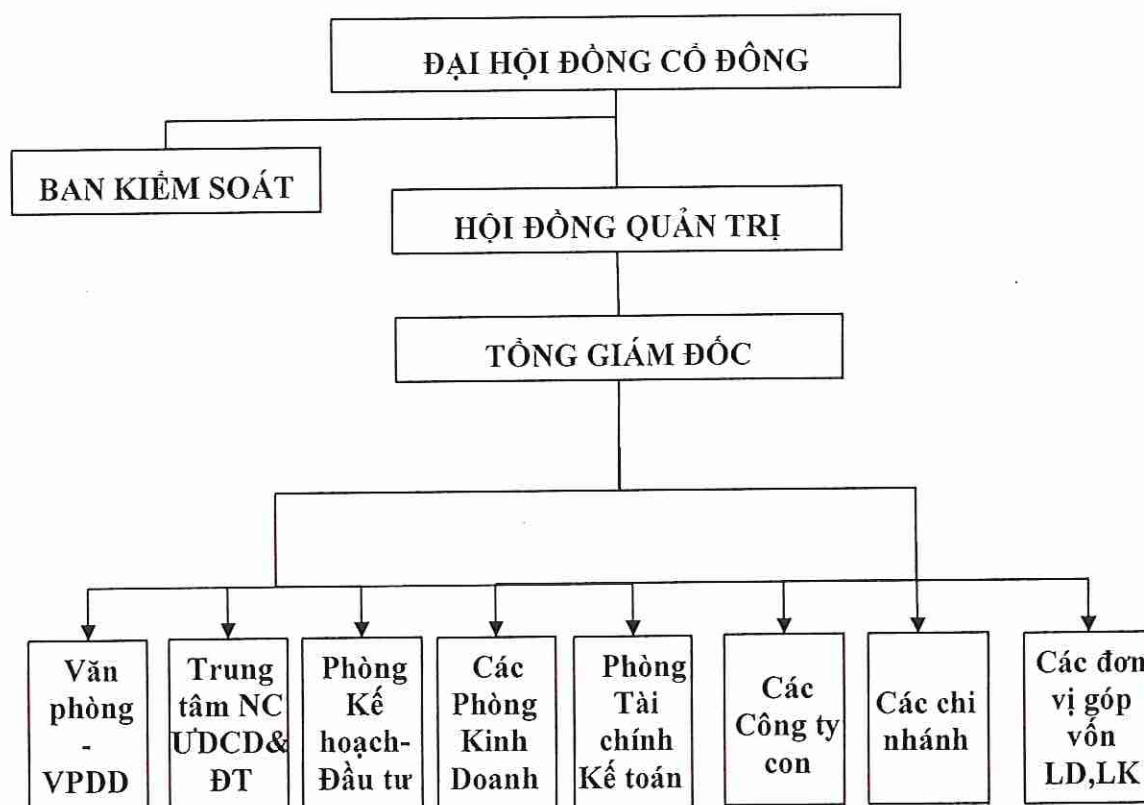 ĐẠI HỘI ĐỒNG CỔ ĐÔNG
BAN KIỂM SOÁT
HỘI ĐỒNG QUẢN TRỊ
TỔNG GIÁM ĐỐC
Văn
phòng
-
VPDD
Trung
tâm NC
ƯDCD&
ĐT
Phòng
Kế
hoạch-
Đầu tư
Các
Phòng
Kinh
Doanh
Phòng
Tài
chính
Kế toán
Các
Công ty
con
Các chi
nhánh
Các đơn
vị góp
vốn
LD,LK